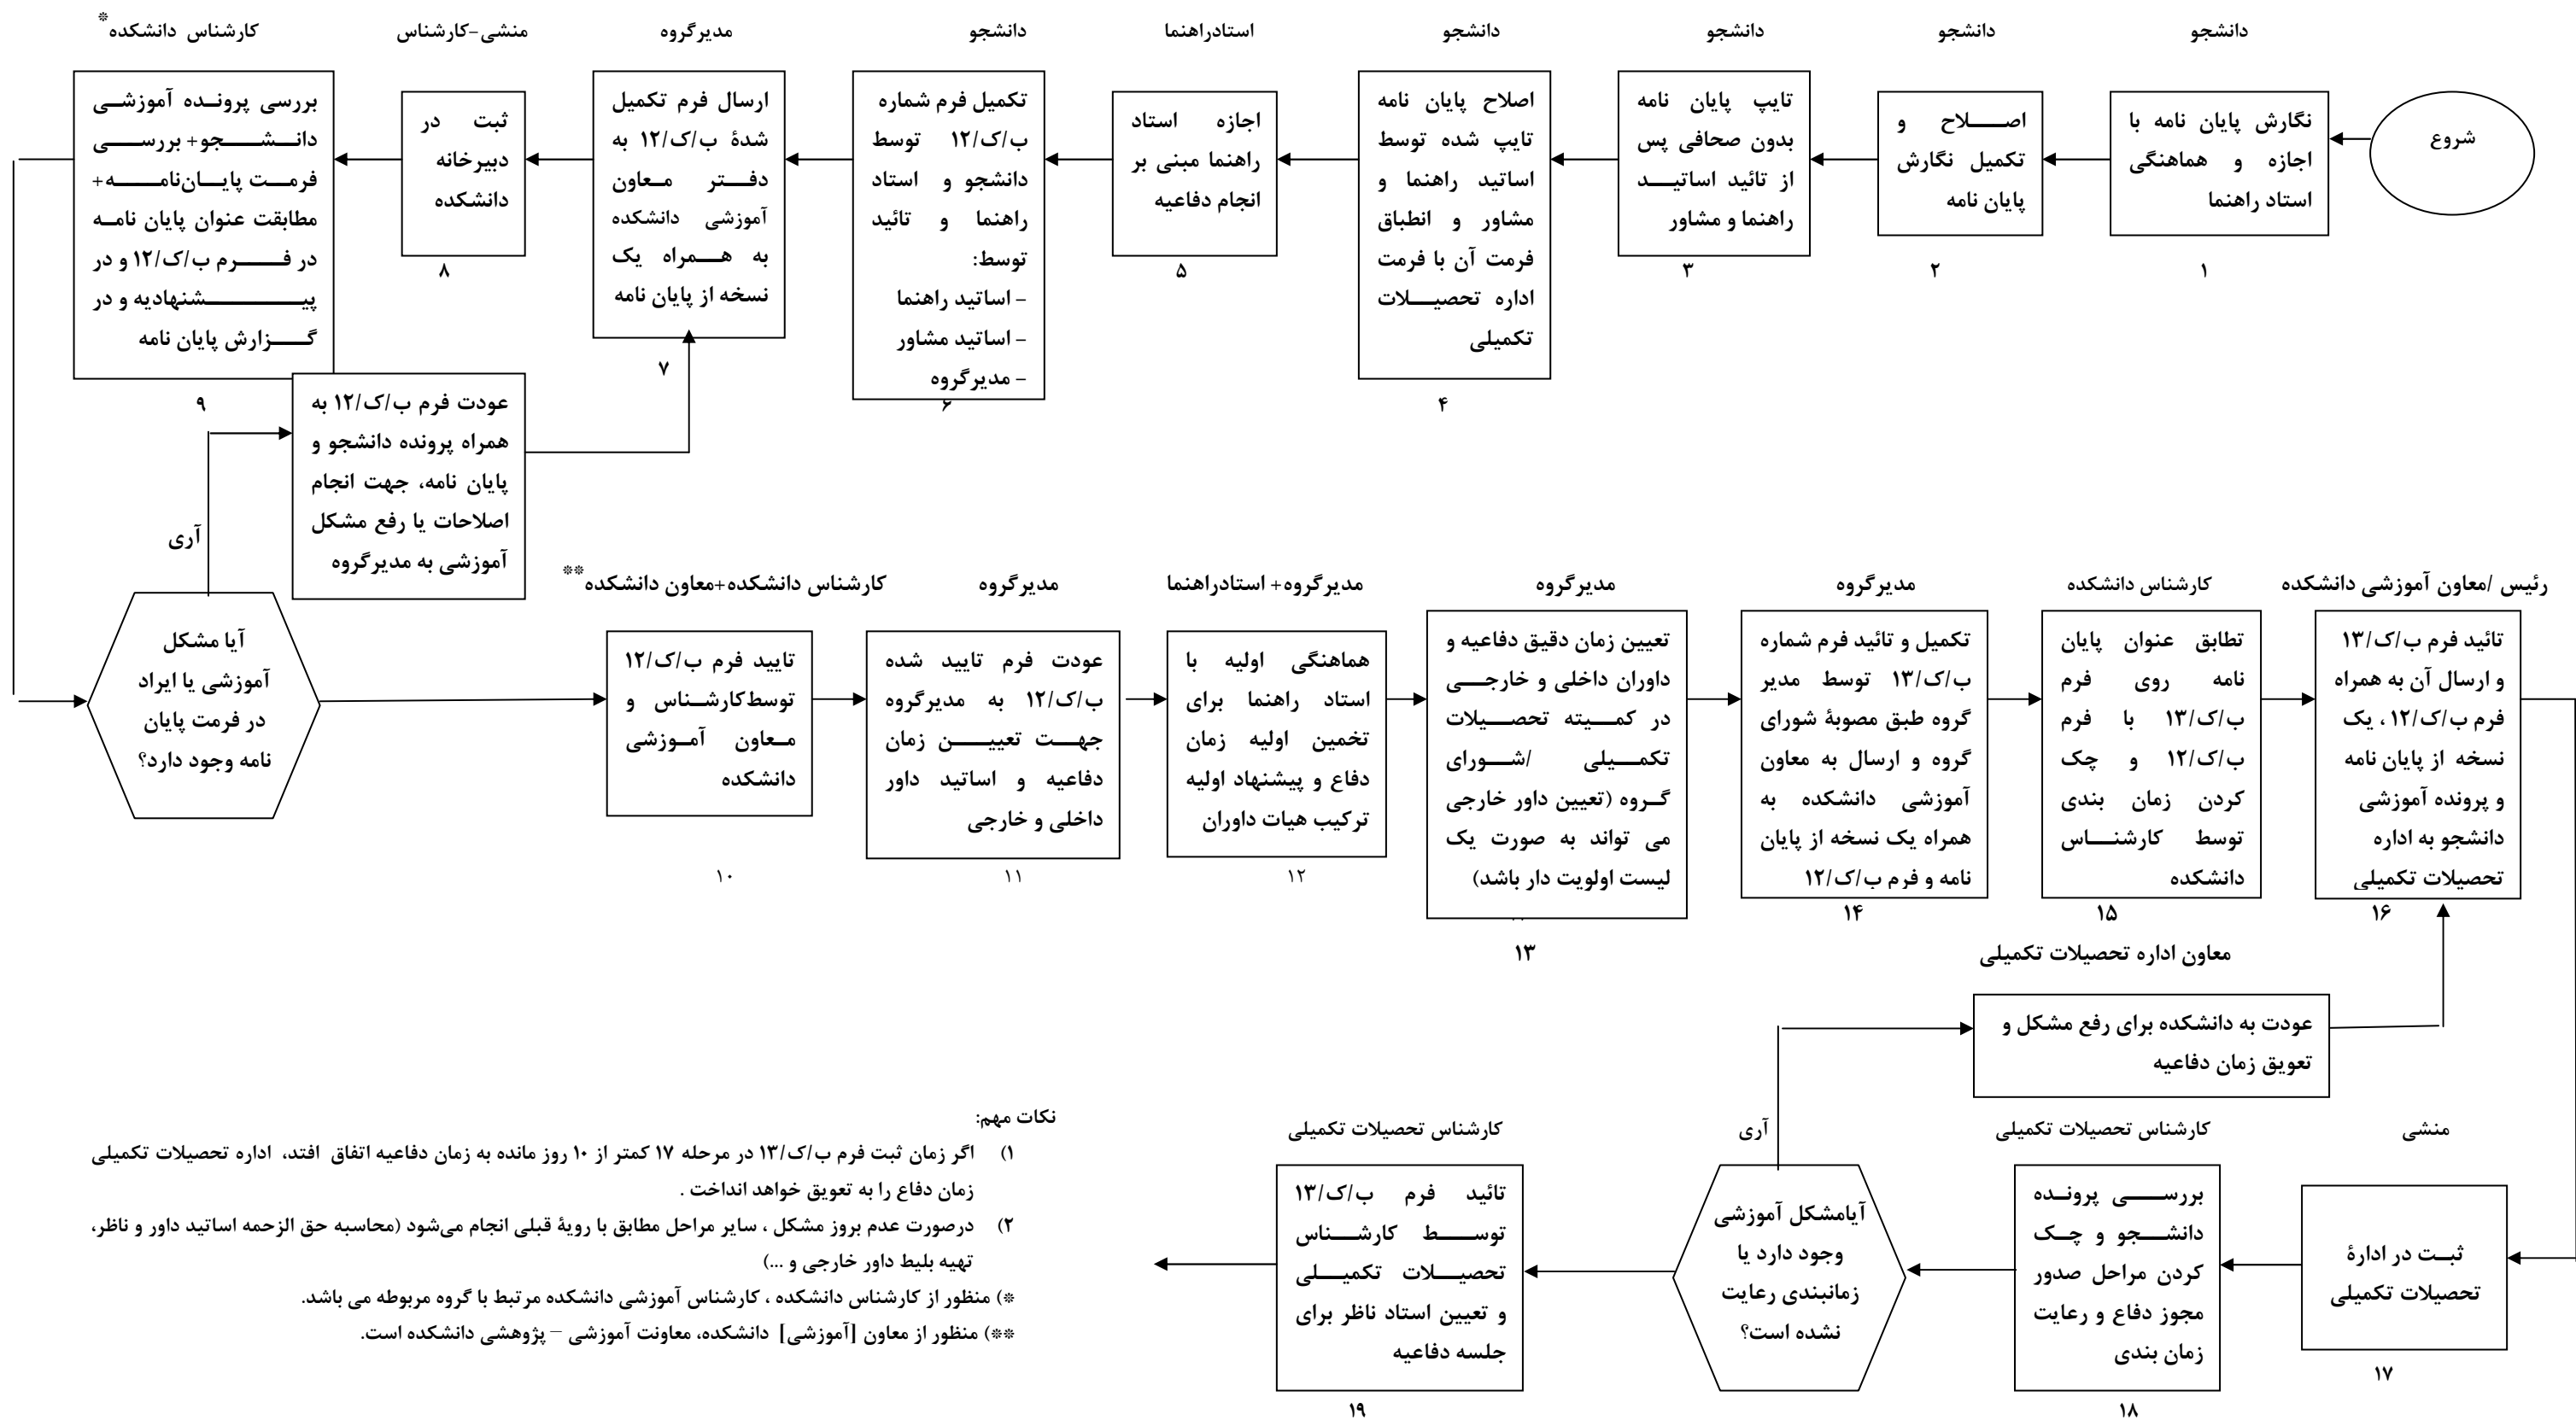 شروع
دانشجو
نگارش پایان نامه با
اجازه و هماهنگی
استاد راهنما
۱
دانشجو
اصلاح و
تکمیل نگارش
پایان نامه
۲
دانشجو
تایپ پایان نامه
بدون صحافی پس
از تائید اساتید
راهنما و مشاور
۳
دانشجو
اصلاح پایان نامه
تایپ شده توسط
اساتید راهنما و
مشاور و انطباق
فرمت آن با فرمت
اداره تحصیلات
تکمیلی
۴
استادراهنما
اجازه استاد
راهنما مبنی بر
انجام دفاعیه
۵
دانشجو
تکمیل فرم شماره
ب/ک/۱۲ توسط
دانشجو و استاد
راهنما و تائید
توسط:
- اساتید راهنما
- اساتید مشاور
- مدیرگروه
۶
مدیرگروه
ارسال فرم تکمیل
شدۀ ب/ک/۱۲ به
دفتر معاون
آموزشی دانشکده
به همراه یک
نسخه از پایان نامه
۷
منشی-کارشناس
ثبت در
دبیرخانه
دانشکده
۸
کارشناس دانشکده*
بررسی پرونده آموزشی
دانشجو+ بررسی
فرمت پایان‌نامه+
مطابقت عنوان پایان نامه
در فرم ب/ک/۱۲ و در
پیشنهادیه و در
گزارش پایان نامه
۹
عودت فرم ب/ک/۱۲ به
همراه پرونده دانشجو و
پایان نامه، جهت انجام
اصلاحات یا رفع مشکل
آموزشی به مدیرگروه
آری
آیا مشکل
آموزشی یا ایراد
در فرمت پایان
نامه وجود دارد؟
کارشناس دانشکده+معاون دانشکده**
تایید فرم ب/ک/۱۲
توسط‌کارشناس و
معاون آموزشی
دانشکده
۱۰
مدیرگروه
عودت فرم تایید شده
ب/ک/۱۲ به مدیرگروه
جهت تعیین زمان
دفاعیه و اساتید داور
داخلی و خارجی
۱۱
مدیرگروه+ استادراهنما
هماهنگی اولیه با
استاد راهنما برای
تخمین اولیه زمان
دفاع و پیشنهاد اولیه
ترکیب هیات داوران
۱۲
مدیرگروه
تعیین زمان دقیق دفاعیه و
داوران داخلی و خارجی
در کمیته تحصیلات
تکمیلی /شورای
گروه (تعیین داور خارجی
می تواند به صورت یک
لیست اولویت دار باشد)
۱۳
مدیرگروه
تکمیل و تائید فرم شماره
ب/ک/۱۳ توسط مدیر
گروه طبق مصوبۀ شورای
گروه و ارسال به معاون
آموزشی دانشکده به
همراه یک نسخه از پایان
نامه و فرم ب/ک/۱۲
۱۴
کارشناس دانشکده
تطابق عنوان پایان
نامه روی فرم
ب/ک/۱۳ با فرم
ب/ک/۱۲ و چک
کردن زمان بندی
توسط کارشناس
دانشکده
۱۵
رئیس /معاون آموزشی دانشکده
تائید فرم ب/ک/۱۳
و ارسال آن به همراه
فرم ب/ک/۱۲ ، یک
نسخه از پایان نامه
و پرونده آموزشی
دانشجو به اداره
تحصیلات تکمیلی
۱۶
معاون اداره تحصیلات تکمیلی
عودت به دانشکده برای رفع مشکل و
تعویق زمان دفاعیه
منشی
ثبت در ادارۀ
تحصیلات تکمیلی
۱۷
کارشناس تحصیلات تکمیلی
بررسی پرونده
دانشجو و چک
کردن مراحل صدور
مجوز دفاع و رعایت
زمان بندی
۱۸
آری
آیامشکل آموزشی
وجود دارد یا
زمانبندی رعایت
نشده است؟
کارشناس تحصیلات تکمیلی
تائید فرم ب/ک/۱۳
توسط کارشناس
تحصیلات تکمیلی
و تعیین استاد ناظر برای
جلسه دفاعیه
۱۹
نکات مهم:
۱) اگر زمان ثبت فرم ب/ک/۱۳ در مرحله ۱۷ کمتر از ۱۰ روز مانده به زمان دفاعیه اتفاق افتد، اداره تحصیلات تکمیلی
زمان دفاع را به تعویق خواهد انداخت .
۲) درصورت عدم بروز مشکل ، سایر مراحل مطابق با رویۀ قبلی انجام می‌شود (محاسبه حق الزحمه اساتید داور و ناظر،
تهیه بلیط داور خارجی و ...)
*) منظور از کارشناس دانشکده ، کارشناس آموزشی دانشکده مرتبط با گروه مربوطه می باشد.
**) منظور از معاون [آموزشی] دانشکده، معاونت آموزشی – پژوهشی دانشکده است.